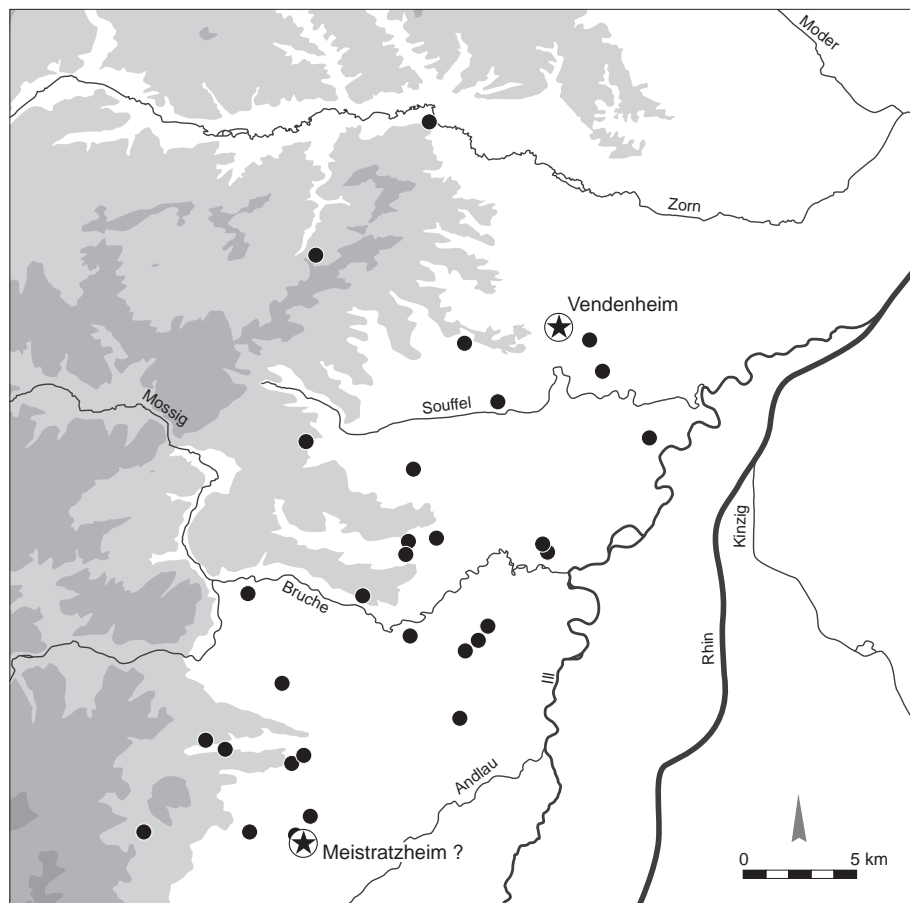 Moder
Zorn
Vendenheim
Mossig
Souffel
Kinzig
Bruche
Rhin
Ill
Andlau
Meistratzheim ?
0 5 km